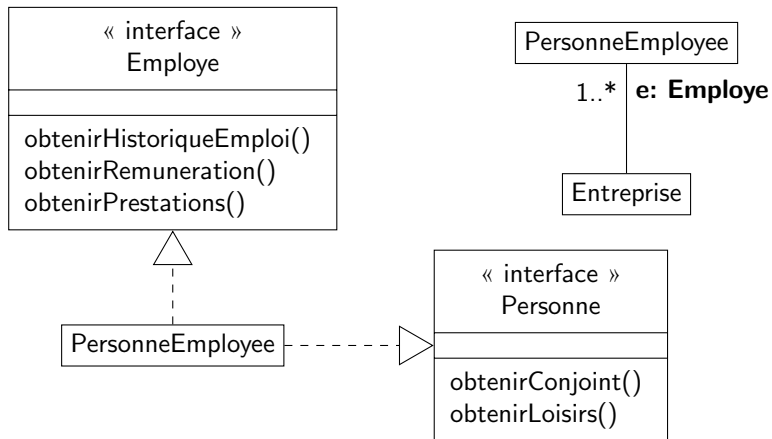 « interface »
Employe
obtenirHistoriqueEmploi()
obtenirRemuneration()
obtenirPrestations()
PersonneEmployee
1..* e: Employe
Entreprise
PersonneEmployee
« interface »
Personne
obtenirConjoint()
obtenirLoisirs()